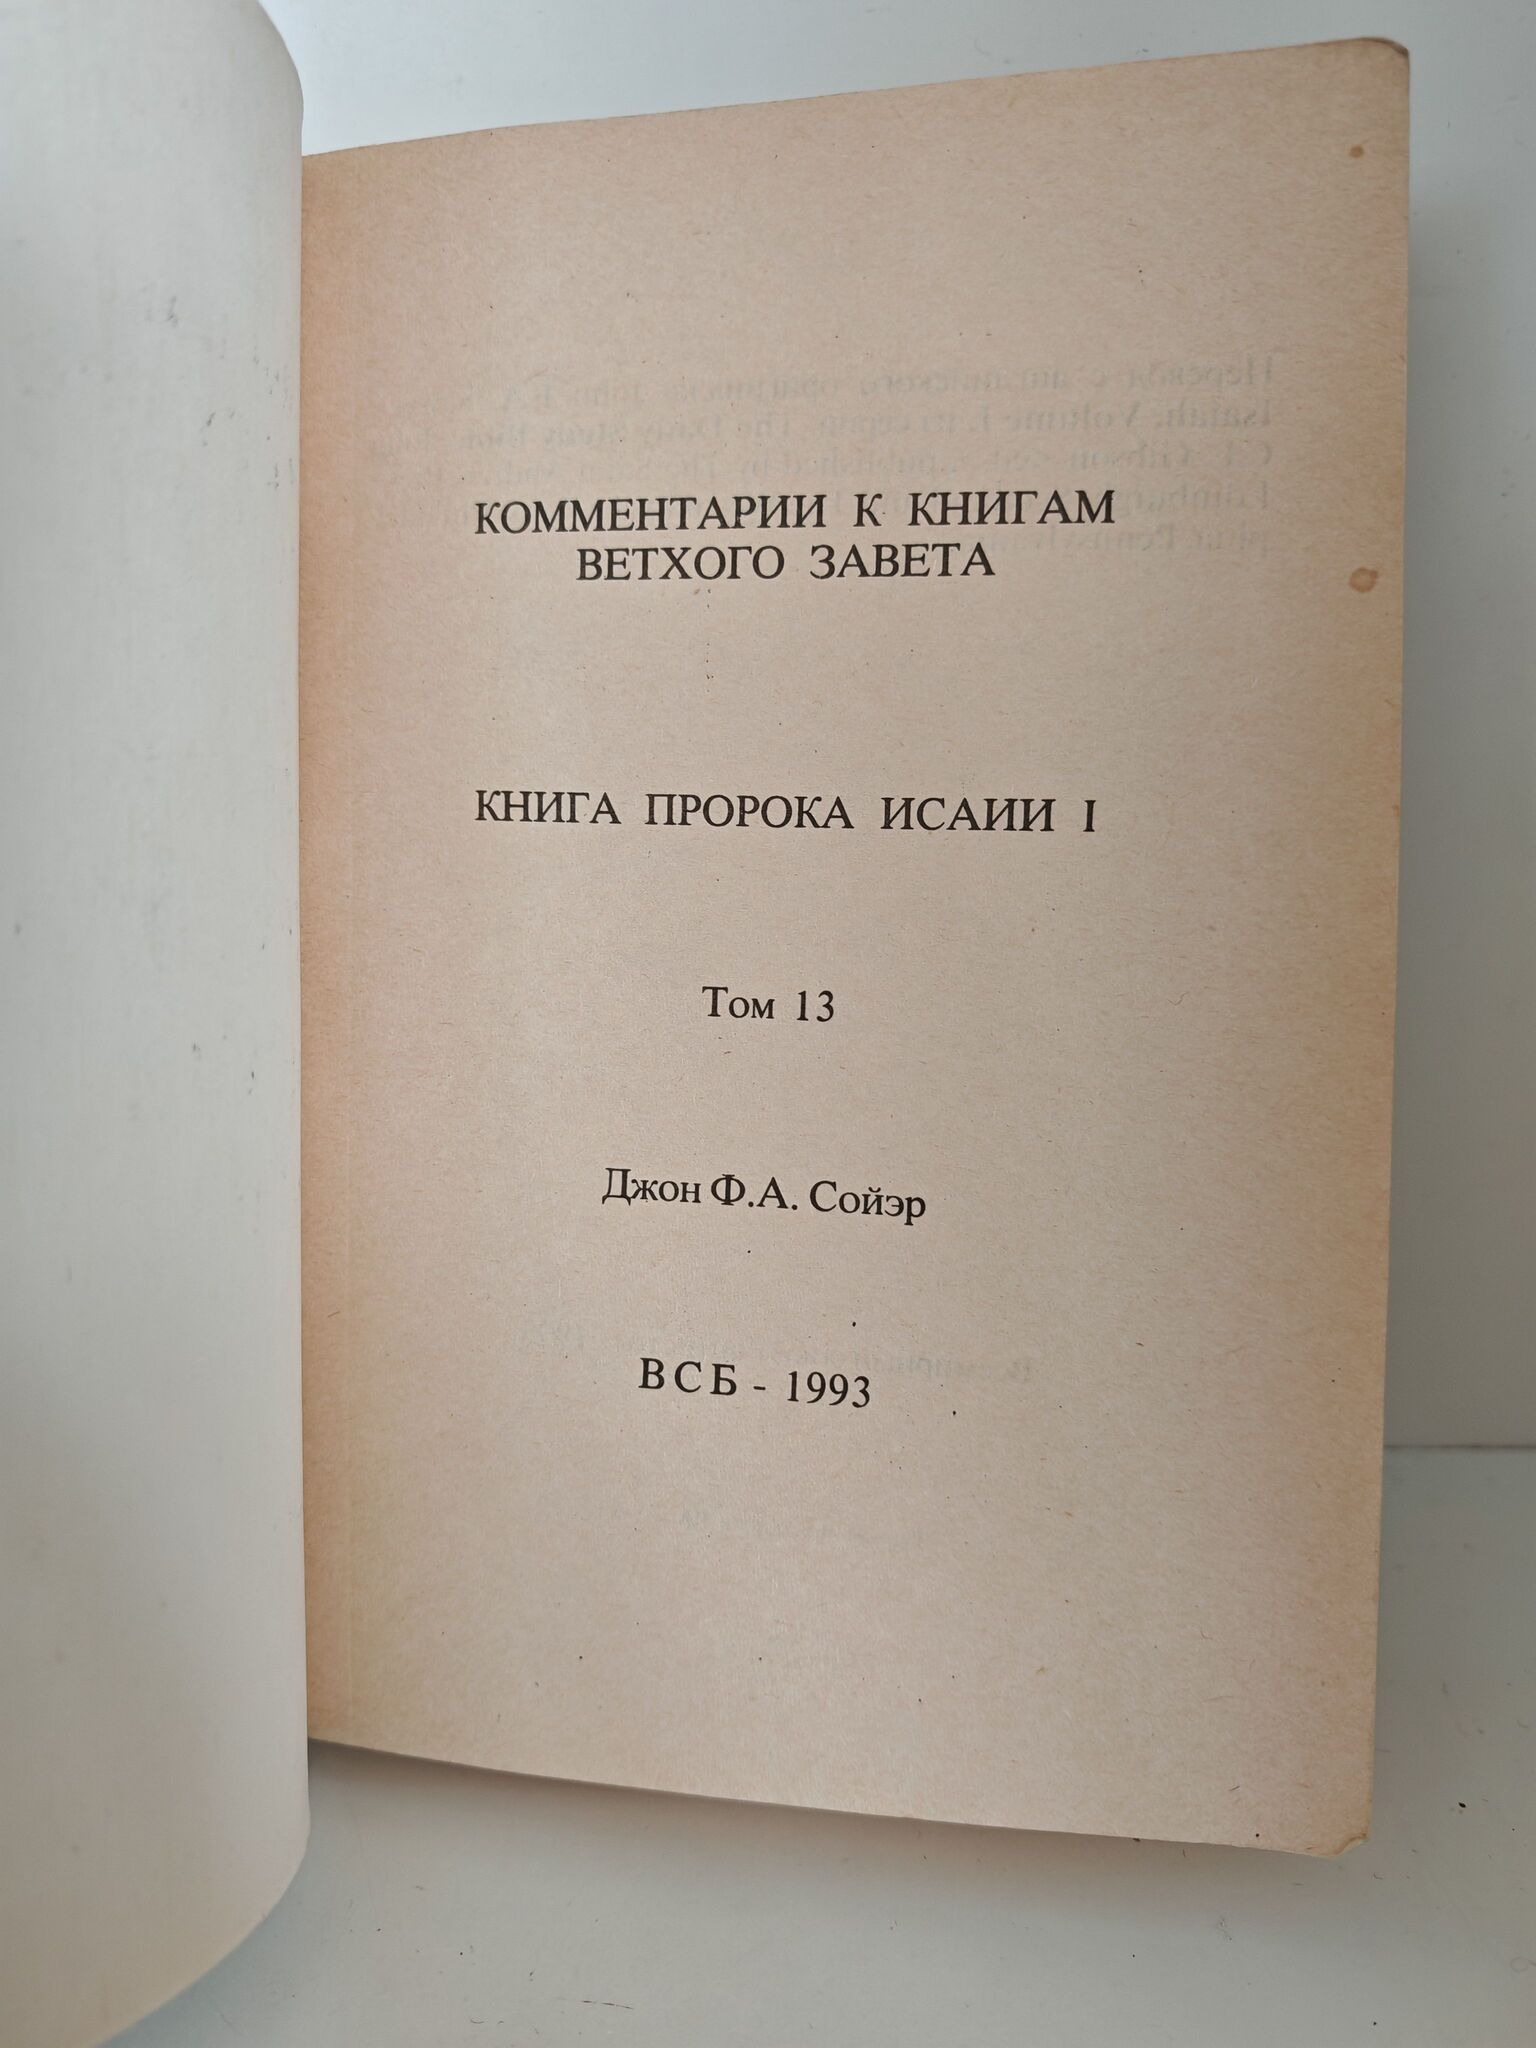 КОММЕНТАРИИ К КНИГАМ
ВЕТХОГО ЗАВЕТА
КНИГА ПРОРОКА ИСАИИ I
Том 13
Джон Ф.А. Сойэр
ВСБ - 1993